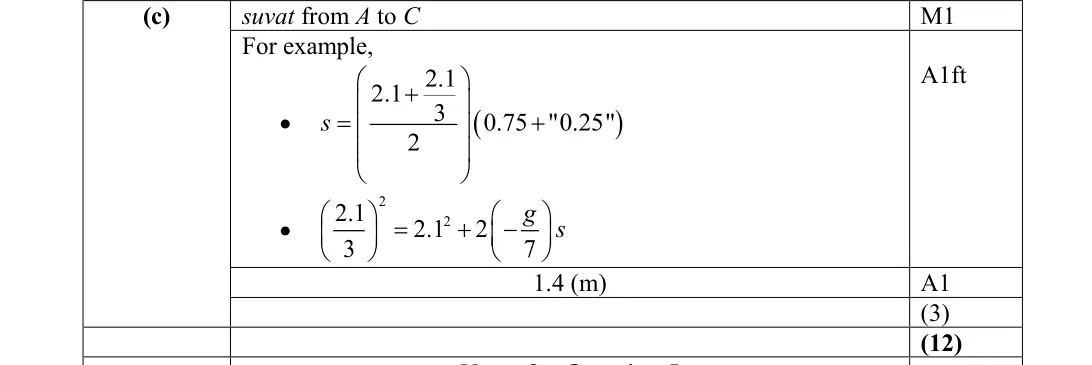 (c) suvat from A to C M1
For example,
• s = ((2.1 + 2.1/3)/2)(0.75 + "0.25") A1ft
• (2.1/3)² = 2.1² + 2(−g/7)s
1.4 (m) A1
(3)
(12)